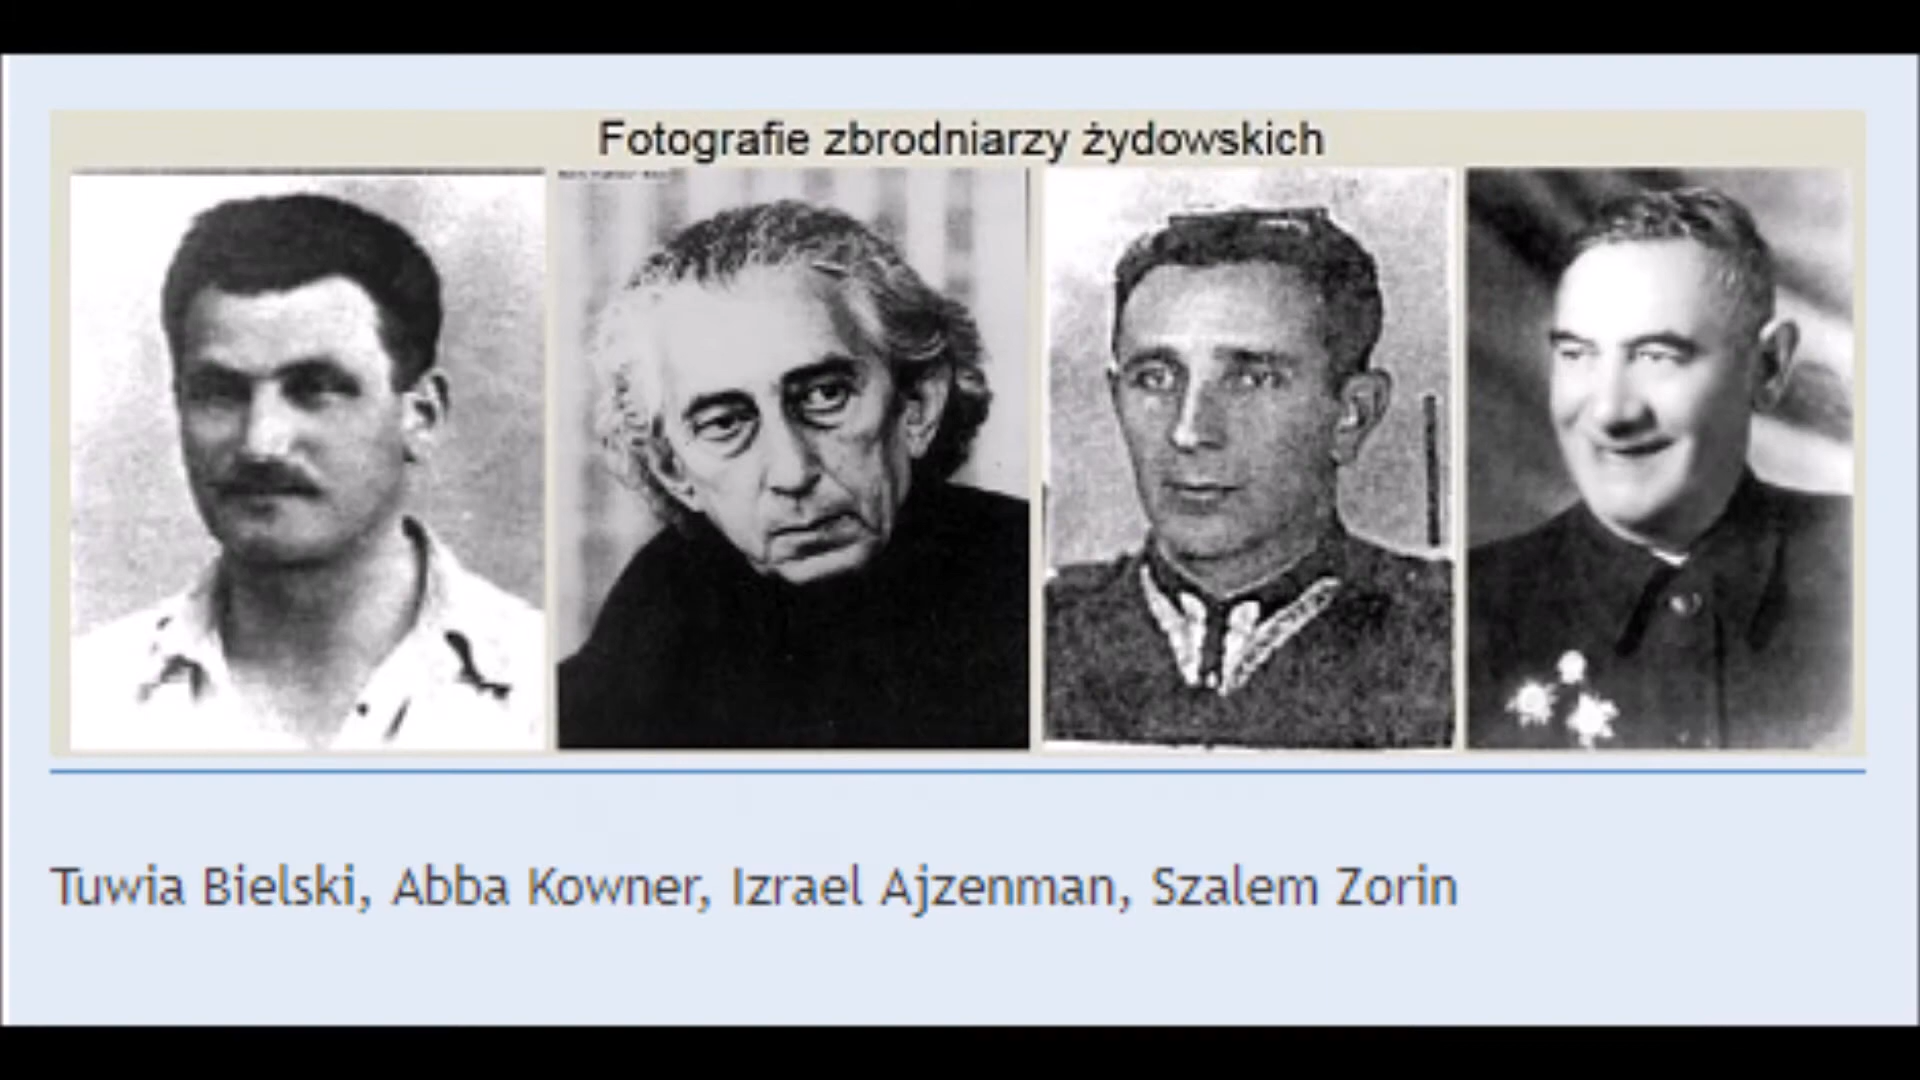 Fotografie zbrodniarzy żydowskich
Tuwia Bielski, Abba Kowner, Izrael Ajzenman, Szalem Zorin